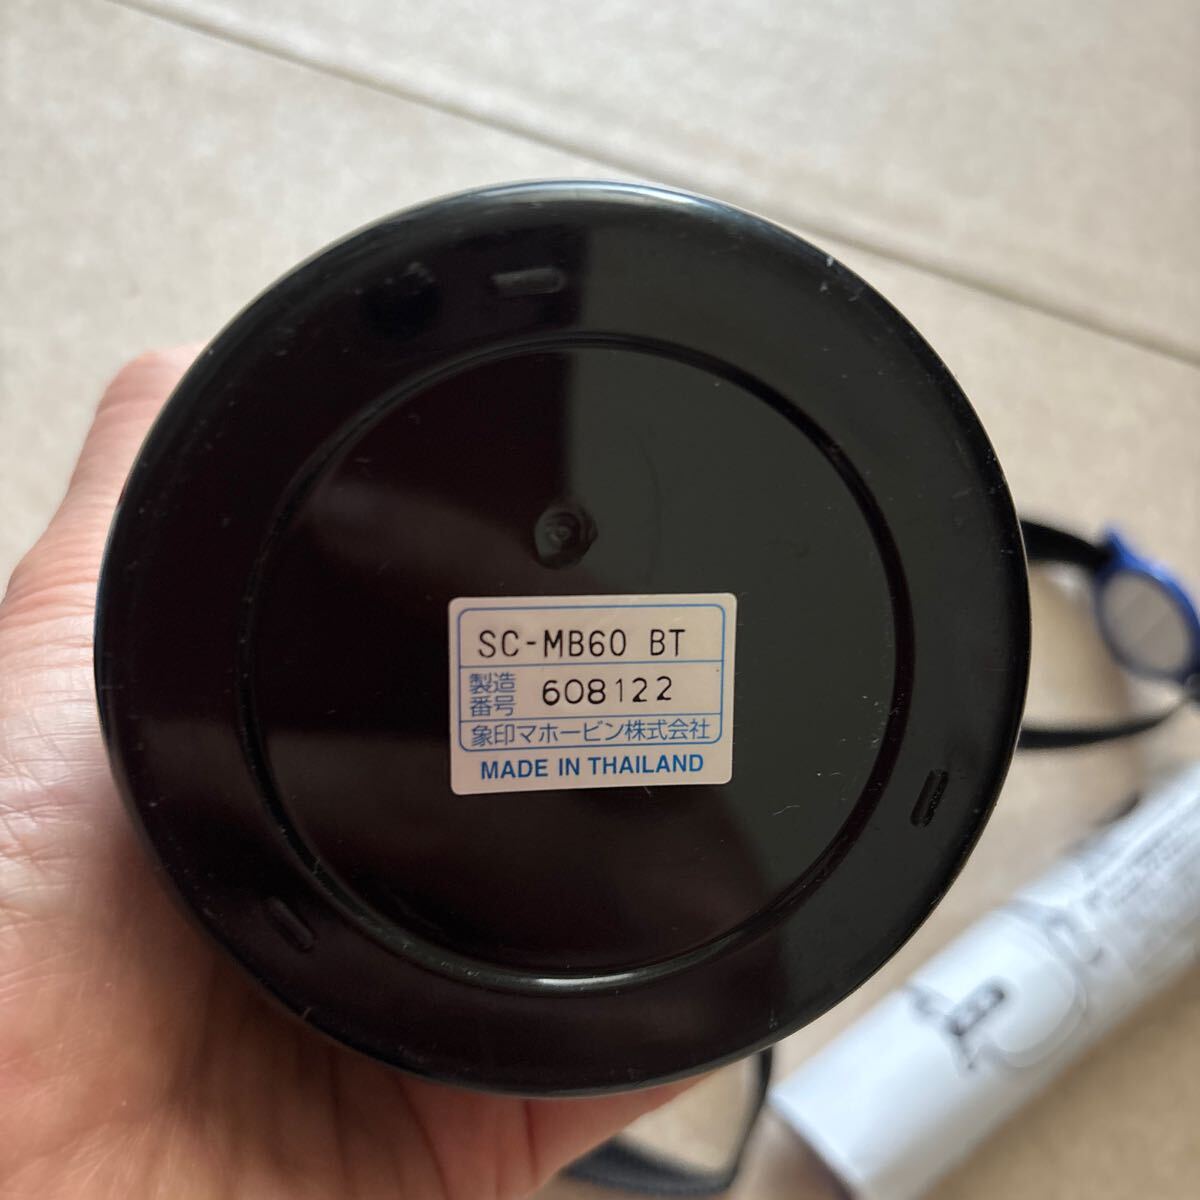 SC-MB60 BT
製造
番号 608122
象印マホービン株式会社
MADE IN THAILAND